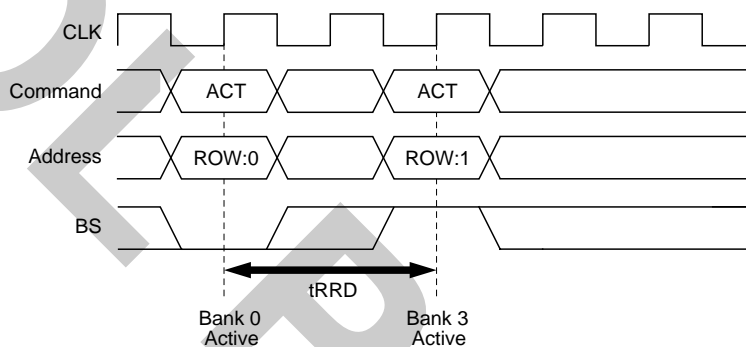 CLK
Command ACT ACT
Address ROW:0 ROW:1
BS
tRRD
Bank 0 Bank 3
Active Active